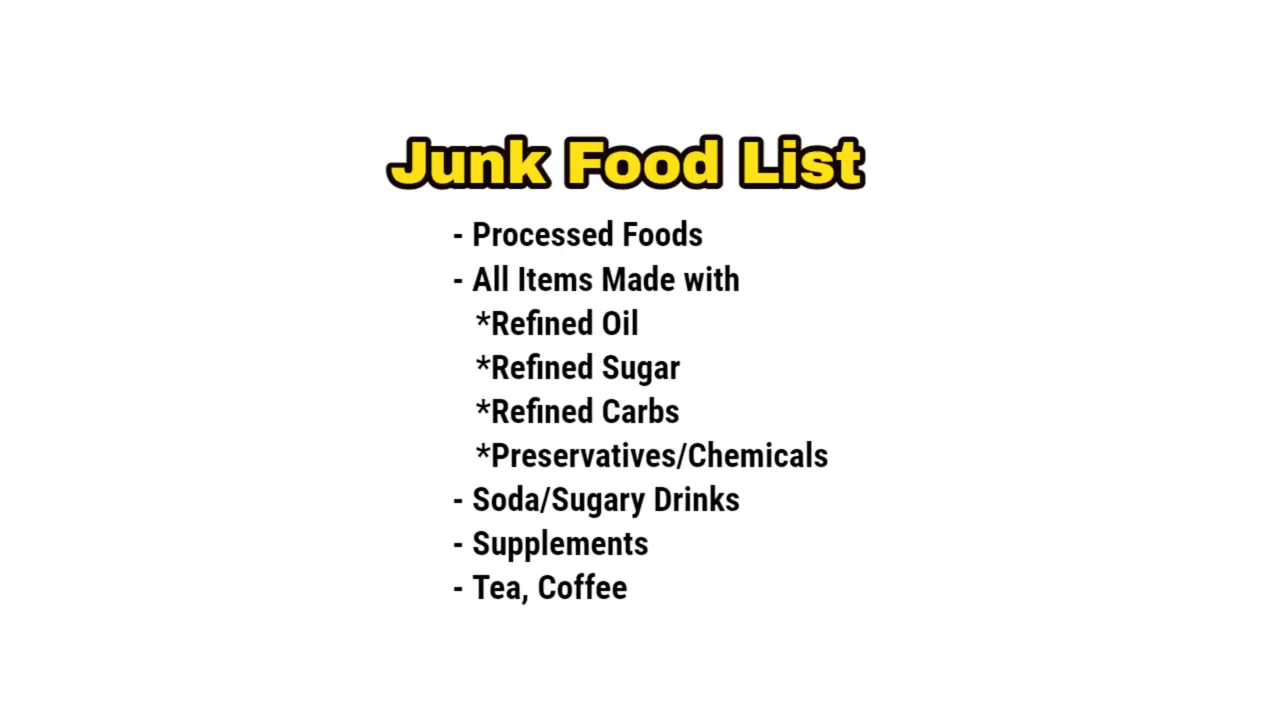 Junk Food List
- Processed Foods
- All Items Made with
*Refined Oil
*Refined Sugar
*Refined Carbs
*Preservatives/Chemicals
- Soda/Sugary Drinks
- Supplements
- Tea, Coffee